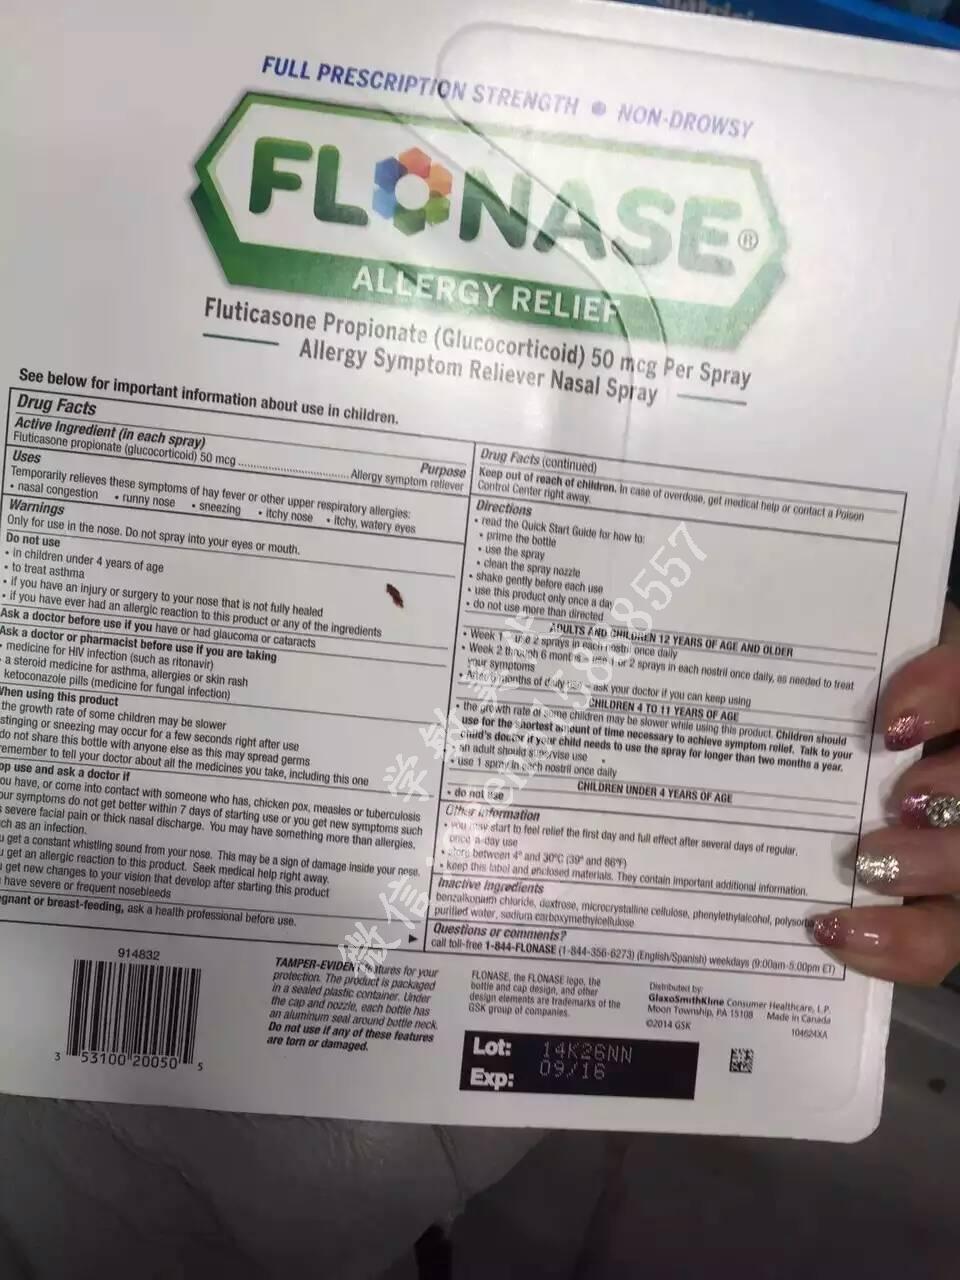 FULL PRESCRIPTION STRENGTH • NON-DROWSY
FLONASE®
ALLERGY RELIEF
Fluticasone Propionate (Glucocorticoid) 50 mcg Per Spray
Allergy Symptom Reliever Nasal Spray
See below for important information about use in children.
Drug Facts
Active Ingredient (in each spray)
Purpose
Fluticasone propionate (glucocorticoid) 50 mcg ........................................ Allergy symptom reliever
Uses
Temporarily relieves these symptoms of hay fever or other upper respiratory allergies:
• nasal congestion • runny nose • sneezing • itchy nose • itchy, watery eyes
Warnings
Only for use in the nose. Do not spray into your eyes or mouth.
Do not use
• in children under 4 years of age
• to treat asthma
• if you have an injury or surgery to your nose that is not fully healed
• if you have ever had an allergic reaction to this product or any of the ingredients
Ask a doctor before use if you have or had glaucoma or cataracts
Ask a doctor or pharmacist before use if you are taking
• medicine for HIV infection (such as ritonavir)
a steroid medicine for asthma, allergies or skin rash
ketoconazole pills (medicine for fungal infection)
When using this product
the growth rate of some children may be slower
stinging or sneezing may occur for a few seconds right after use
do not share this bottle with anyone else as this may spread germs
remember to tell your doctor about all the medicines you take, including this one
use and ask a doctor if
have, or come into contact with someone who has, chicken pox, measles or tuberculosis
symptoms do not get better within 7 days of starting use or you get new symptoms such
severe facial pain or thick nasal discharge. You may have something more than allergies,
as an infection.
get a constant whistling sound from your nose. This may be a sign of damage inside your nose.
get an allergic reaction to this product. Seek medical help right away.
get new changes to your vision that develop after starting this product
have severe or frequent nosebleeds
or breast-feeding, ask a health professional before use.
Drug Facts (continued)
Keep out of reach of children. In case of overdose, get medical help or contact a Poison
Control Center right away.
Directions
• read the Quick Start Guide for how to:
• prime the bottle
• use the spray
• clean the spray nozzle
• shake gently before each use
• use this product only once a day
• do not use more than directed
ADULTS AND CHILDREN 12 YEARS OF AGE AND OLDER
• Week 1 - use 2 sprays in each nostril once daily
• Week 2 through 6 months - use 1 or 2 sprays in each nostril once daily, as needed to treat
your symptoms
• After 6 months of daily use - ask your doctor if you can keep using
CHILDREN 4 TO 11 YEARS OF AGE
• the growth rate of some children may be slower while using this product. Children should
use for the shortest amount of time necessary to achieve symptom relief. Talk to your
child's doctor if your child needs to use the spray for longer than two months a year.
• an adult should supervise use
• use 1 spray in each nostril once daily
CHILDREN UNDER 4 YEARS OF AGE
• do not use
Other information
• you may start to feel relief the first day and full effect after several days of regular,
once-a-day use
• store between 4° and 30°C (39° and 86°F)
• keep this label and enclosed materials. They contain important additional information.
Inactive Ingredients
benzalkonium chloride, dextrose, microcrystalline cellulose, phenylethylalcohol,
purified water, sodium carboxymethylcellulose
Questions or comments?
call toll-free 1-844-FLONASE (1-844-356-6273) (English/Spanish) weekdays (9:00am-5:00pm ET)
914832
3 53100 20050 5
TAMPER-EVIDENT features for your
protection. The product is packaged
in a sealed plastic container. Under
the cap and nozzle, each bottle has
an aluminum seal around bottle neck.
Do not use if any of these features
are torn or damaged.
FLONASE, the FLONASE logo, the
bottle and cap design, and other
design elements are trademarks of the
GSK group of companies.
Distributed by:
GlaxoSmithKline Consumer Healthcare, L.P.
Moon Township, PA 15108 Made in Canada
©2014 GSK
104624XA
Lot: 14K26NN
Exp: 09/16